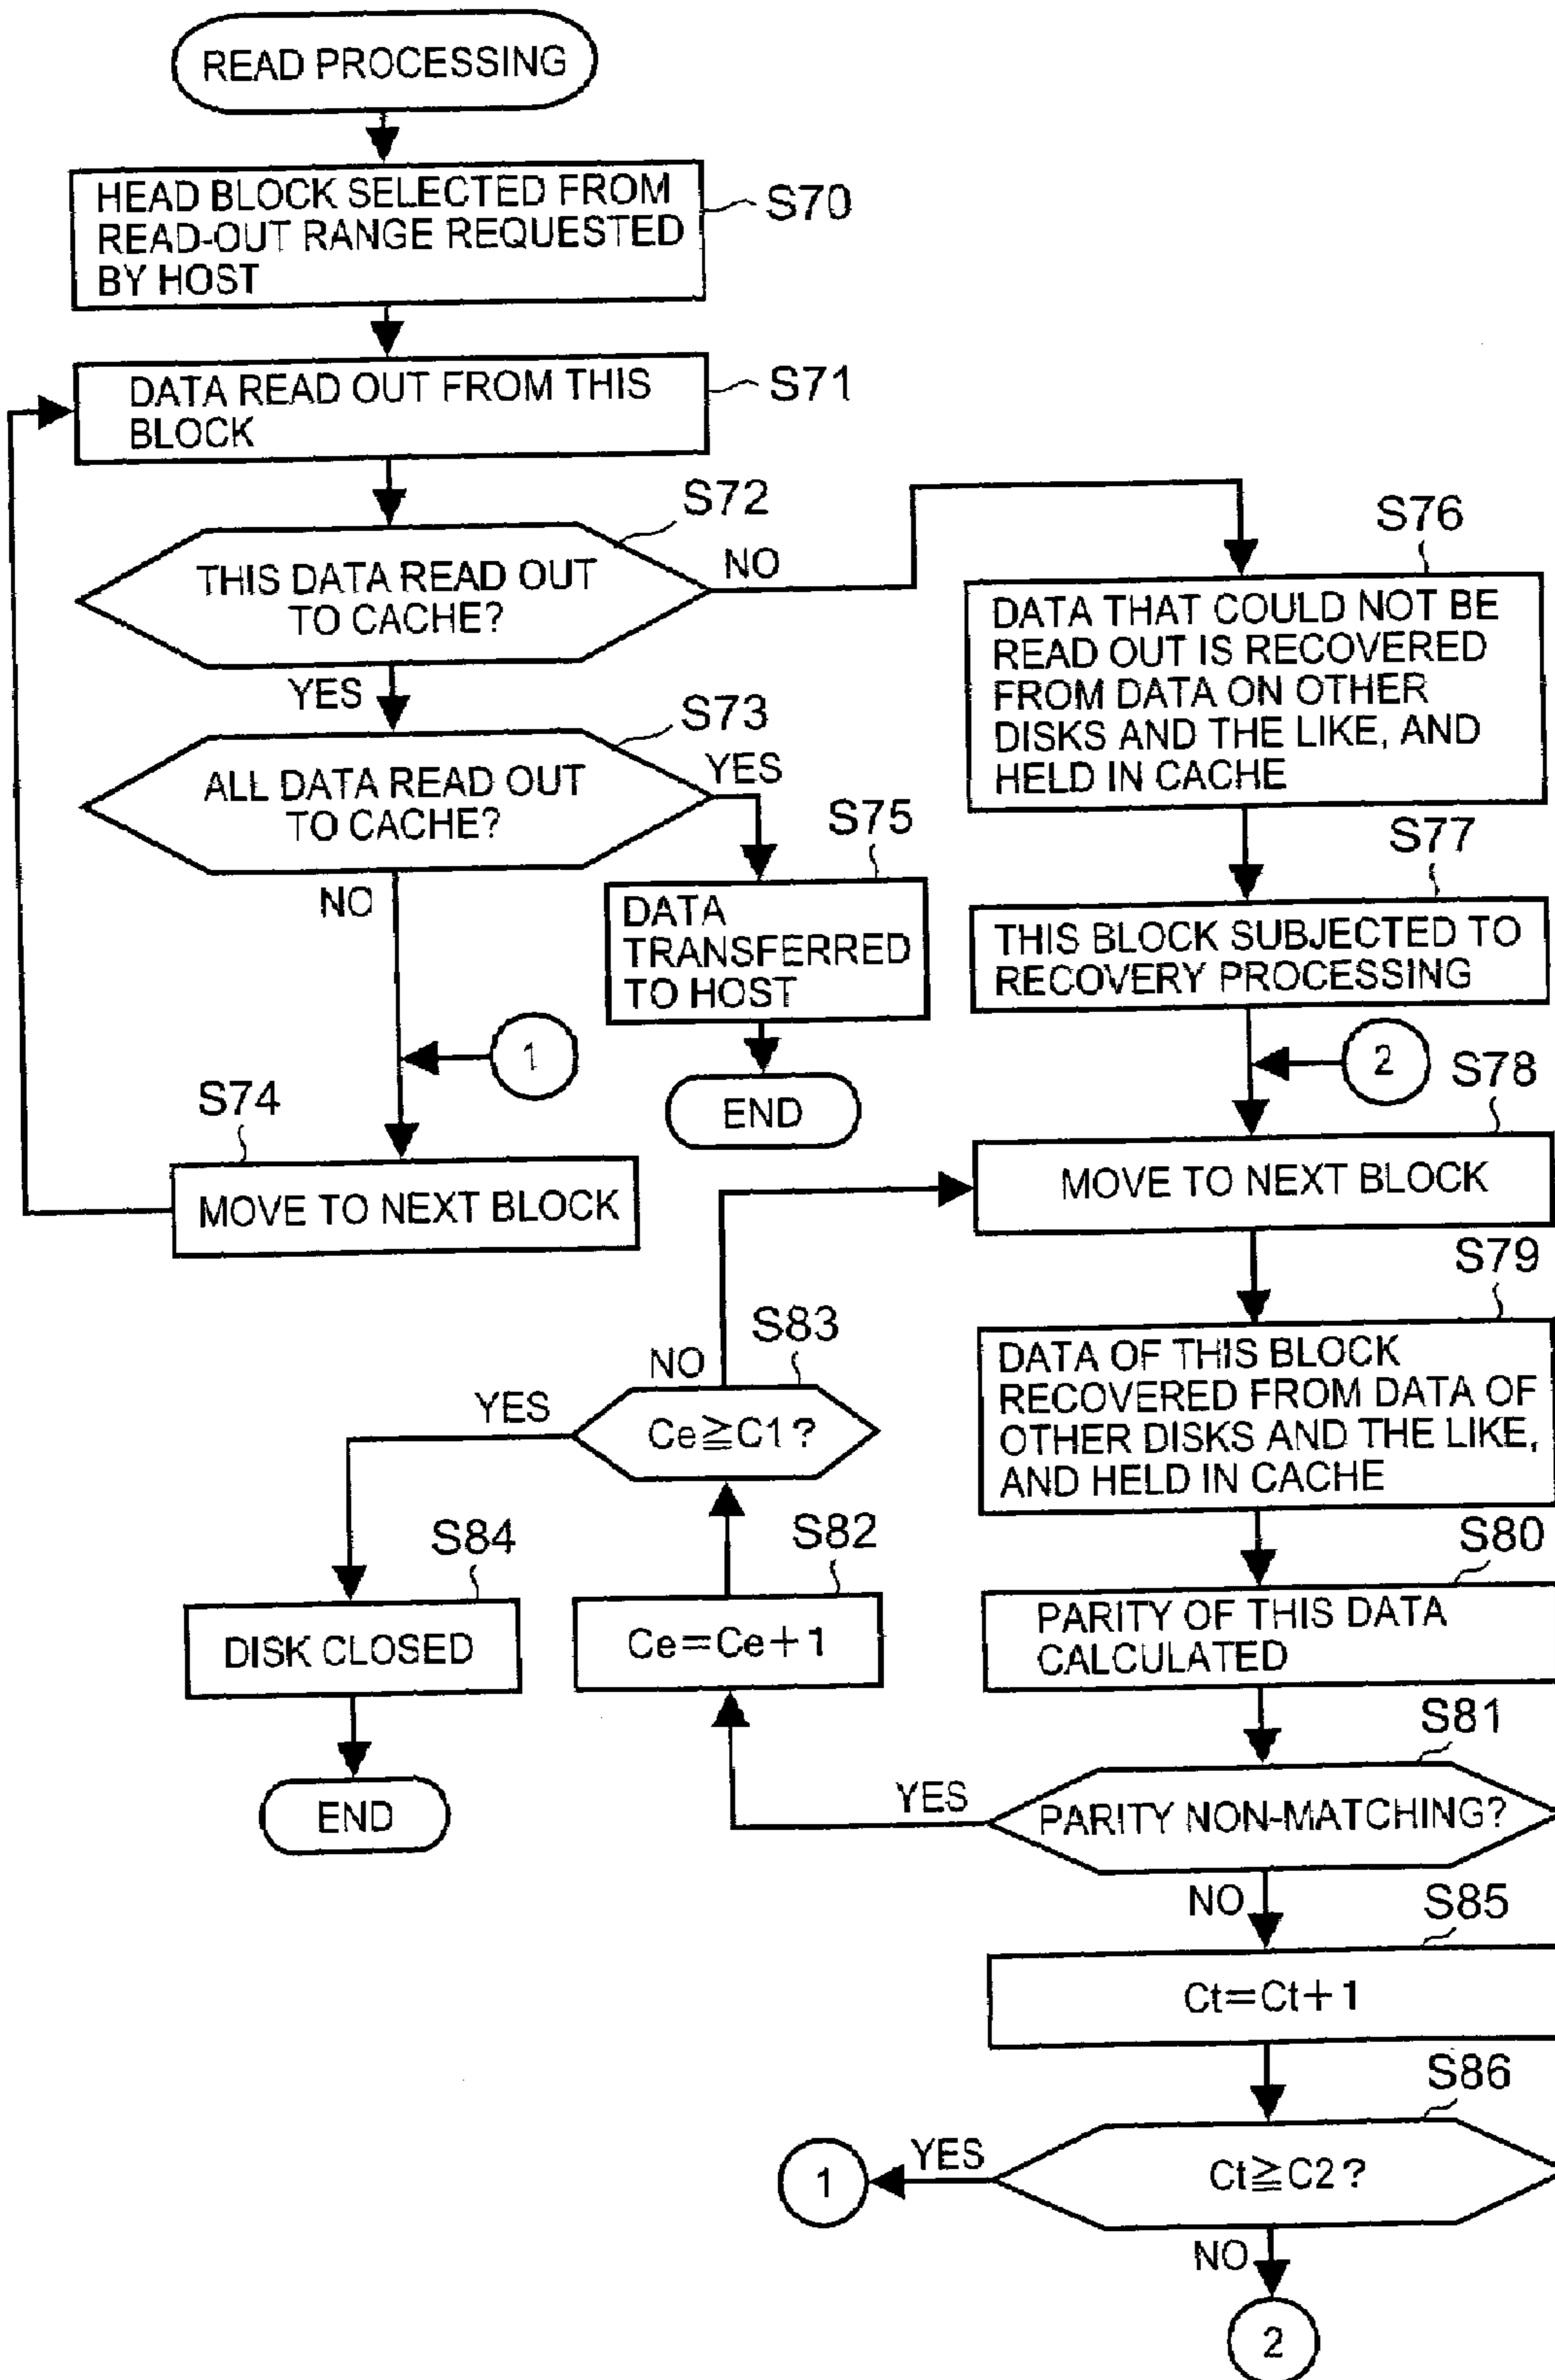 READ PROCESSING
HEAD BLOCK SELECTED FROM
READ-OUT RANGE REQUESTED
BY HOST
S70
DATA READ OUT FROM THIS
BLOCK
S71
S72
THIS DATA READ OUT
TO CACHE?
NO
YES
S73
ALL DATA READ OUT
TO CACHE?
YES
NO
S75
DATA
TRANSFERRED
TO HOST
END
1
S74
MOVE TO NEXT BLOCK
S76
DATA THAT COULD NOT BE
READ OUT IS RECOVERED
FROM DATA ON OTHER
DISKS AND THE LIKE, AND
HELD IN CACHE
S77
THIS BLOCK SUBJECTED TO
RECOVERY PROCESSING
2
S78
MOVE TO NEXT BLOCK
S79
DATA OF THIS BLOCK
RECOVERED FROM DATA OF
OTHER DISKS AND THE LIKE,
AND HELD IN CACHE
S80
PARITY OF THIS DATA
CALCULATED
S81
PARITY NON-MATCHING?
YES
NO
S82
Ce=Ce+1
S83
Ce≧C1?
NO
YES
S84
DISK CLOSED
END
S85
Ct=Ct+1
S86
Ct≧C2?
YES
1
NO
2